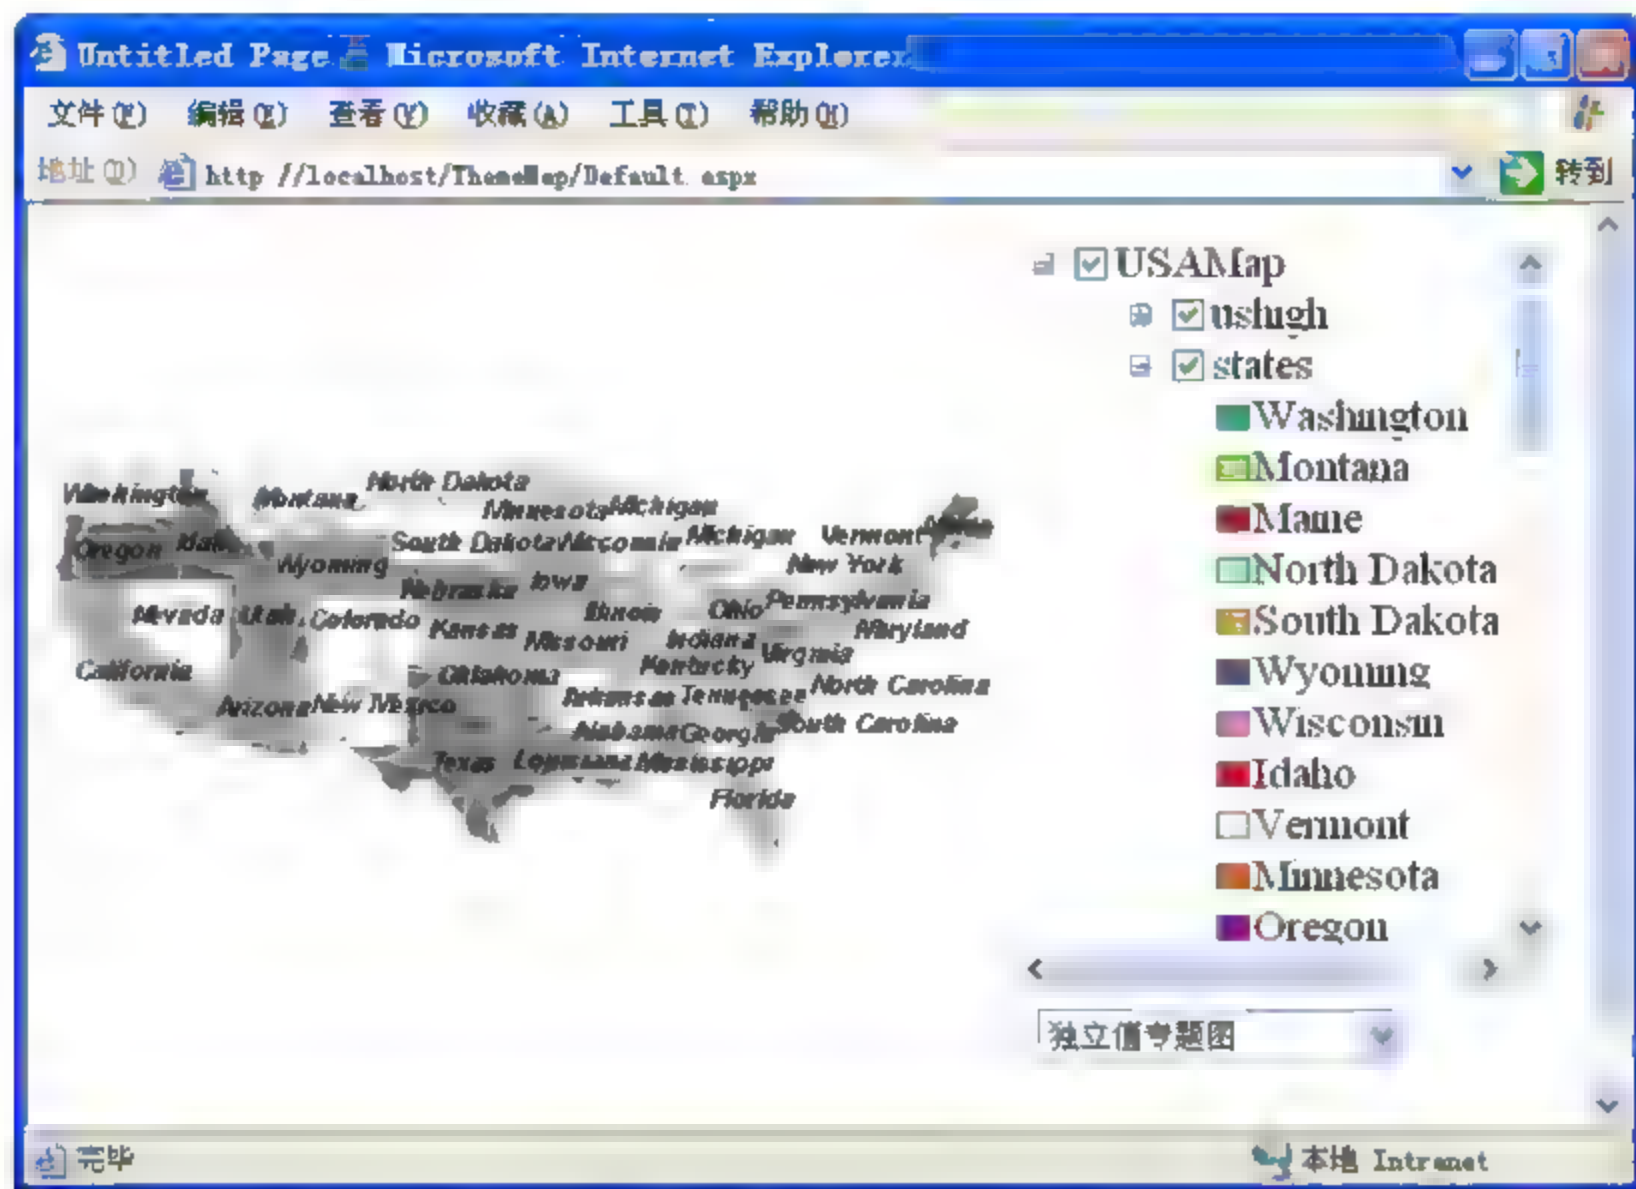 Untitled Page - Microsoft Internet Explorer
文件(F) 编辑(E) 查看(V) 收藏(A) 工具(T) 帮助(H)
地址(D) http //localhost/ThemeMap/Default.aspx 转到
USAMap
ushigh
states
Washington
Montana
Maine
North Dakota
South Dakota
Wyoming
Wisconsin
Idaho
Vermont
Minnesota
Oregon
独立值专题图
Washington Montana North Dakota
Minnesota Michigan
Oregon Idaho South Dakota Wisconsin Michigan Vermont Maine
Wyoming New York
Nebraska Iowa
Nevada Utah Colorado Kansas Illinois Ohio Pennsylvania
Missouri Indiana Maryland
California Oklahoma Kentucky Virginia
Arizona New Mexico Arkansas Tennessee North Carolina
Alabama Georgia South Carolina
Texas Louisiana Mississippi
Florida
完毕 本地 Intranet